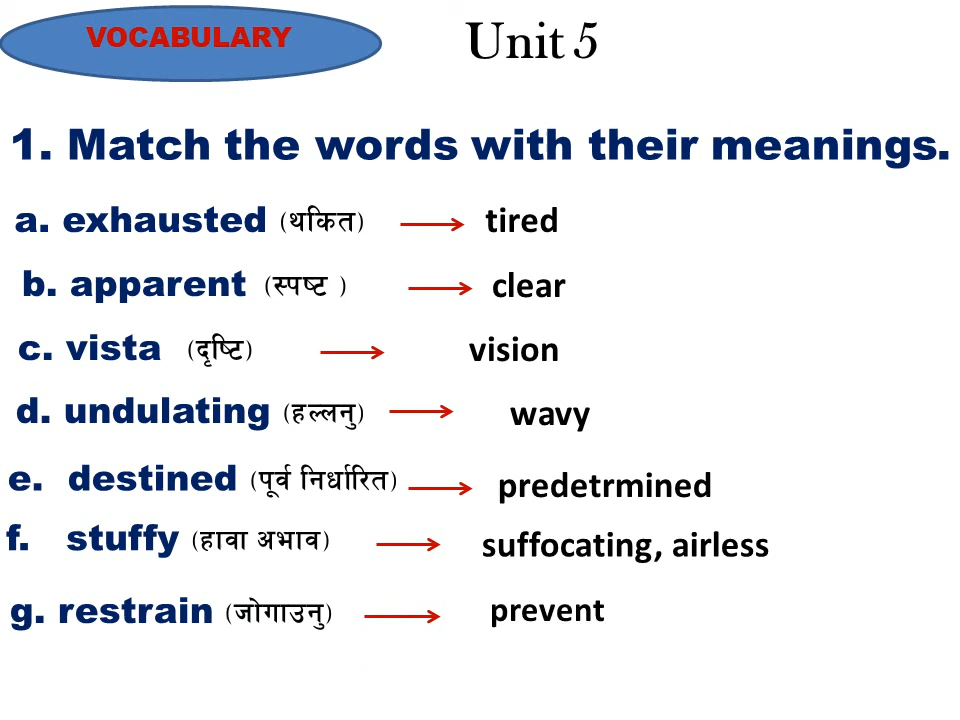 VOCABULARY
Unit 5
1. Match the words with their meanings.
a. exhausted (थकित) tired
b. apparent (स्पष्ट ) clear
c. vista (दृष्टि) vision
d. undulating (हल्लनु) wavy
e. destined (पूर्व निर्धारित) predetrmined
f. stuffy (हावा अभाव) suffocating, airless
g. restrain (जोगाउनु) prevent